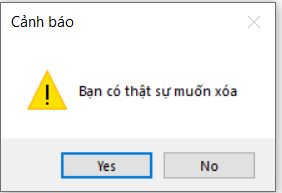 Cảnh báo
Bạn có thật sự muốn xóa
Yes
No